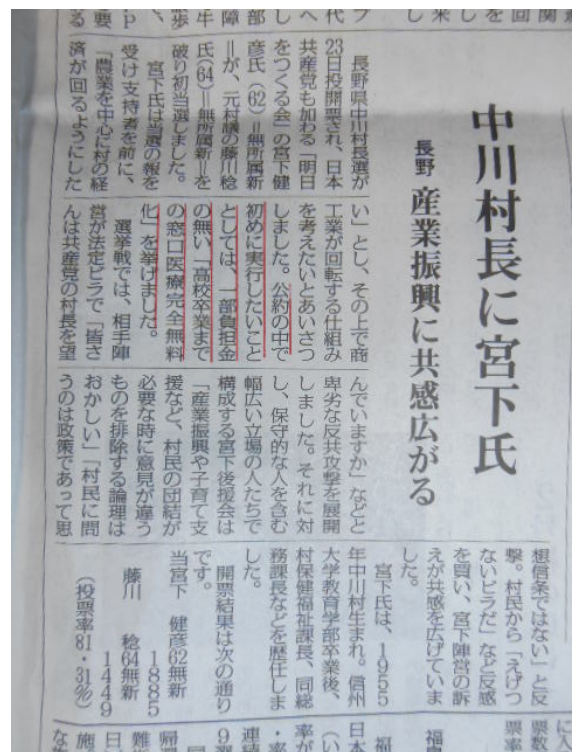 中川村長に宮下氏
長野 産業振興に共感広がる
長野県中川村長選が
23日投開票され、日本
共産党も加わる「明日
をつくる会」の宮下健
彦氏(62)=無所属新
=が、元村議の藤川稔
氏(64)=無所属新=を
破り初当選しました。
宮下氏は当選の報を
受け支持者を前に、
「農業を中心に村の経
済が回るようにした
い」とし、その上で商
工業が回転する仕組み
を考えたいとあいさつ
しました。公約の中で
初めに実行したいこと
としては、一部負担金
の無い「高校卒業まで
の窓口医療完全無料
化」を挙げました。
選挙戦では、相手陣
営が法定ビラで「皆さ
んは共産党の村長を望
んでいますか」などと
卑劣な反共攻撃を展開
しました。それに対
し、保守的な人を含む
幅広い立場の人たちで
構成する宮下後援会は
「産業振興や子育て支
援など、村民の団結が
必要な時に意見が違う
ものを排除する論理は
おかしい」「村民に問
うのは政策であって思
想信条ではない」と反
撃。村民から「えげつ
ないビラだ」など反感
を買い、宮下陣営の訴
えが共感を広げていま
した。
宮下氏は、1955
年中川村生まれ。信州
大学教育学部卒業後、
村保健福祉課長、同総
務課長などを歴任しま
した。
開票結果は次の通り
です。
当宮下 健彦62無新
1885
藤川 稔64無新
1449
(投票率81・31%)